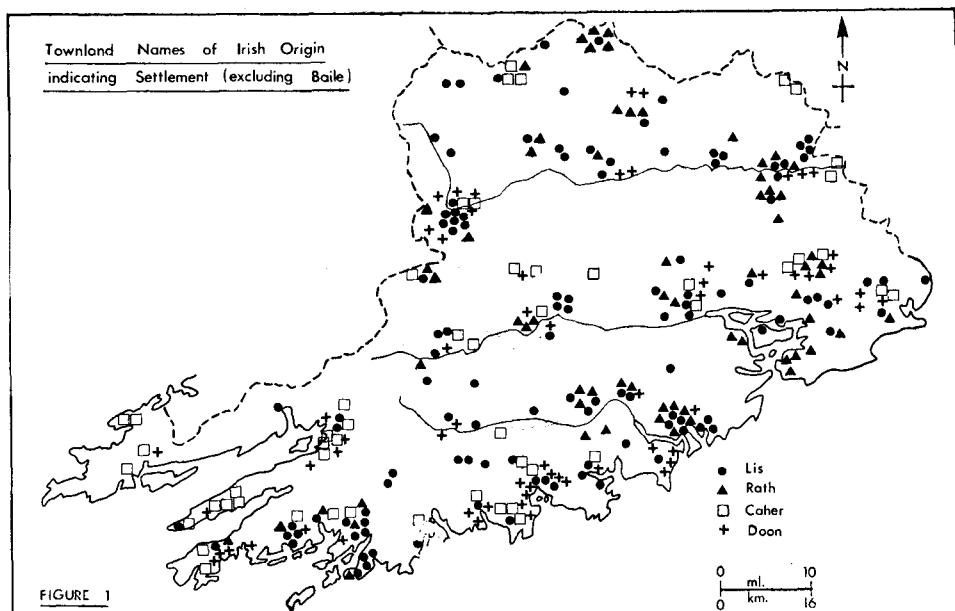 Townland Names of Irish Origin
indicating Settlement (excluding Baile)
N
Lis
Rath
Caher
Doon
0 ml. 10
0 km. 16
FIGURE 1